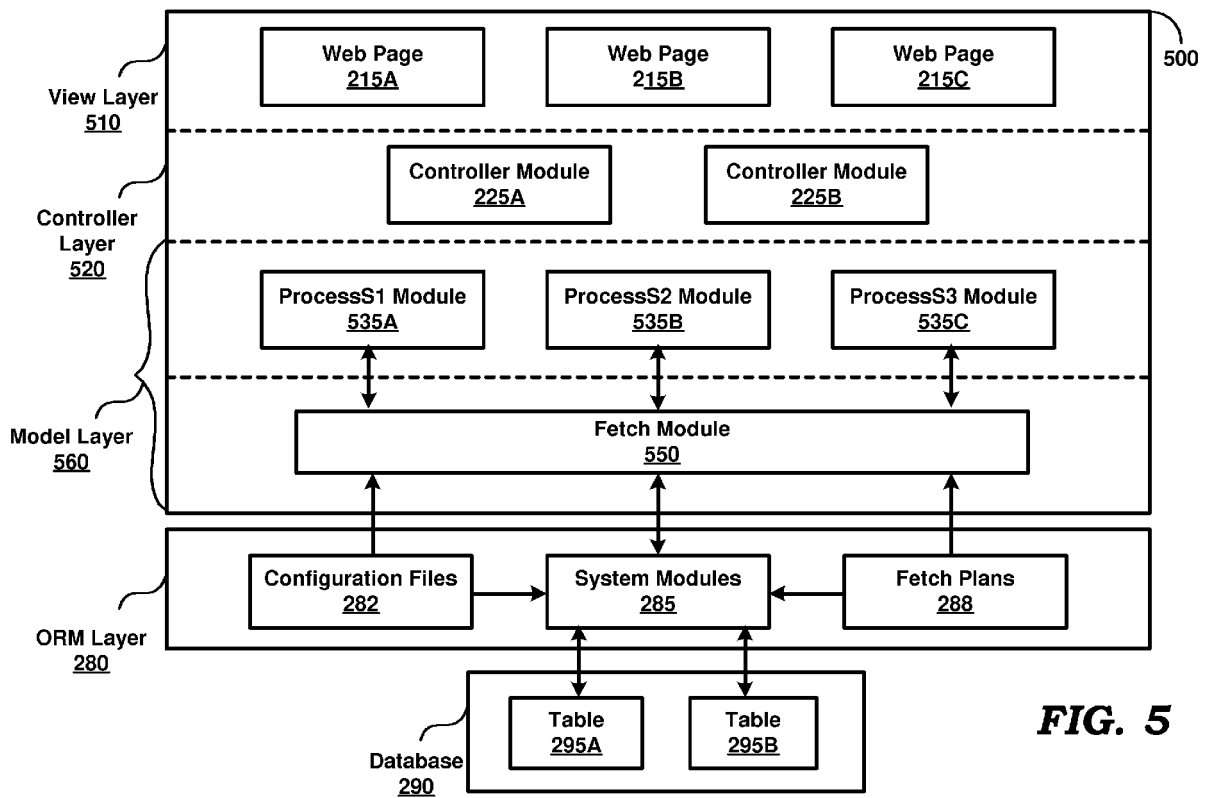 500
Web Page
215A
Web Page
215B
Web Page
215C
View Layer
510
Controller Module
225A
Controller Module
225B
Controller
Layer
520
ProcessS1 Module
535A
ProcessS2 Module
535B
ProcessS3 Module
535C
Model Layer
560
Fetch Module
550
Configuration Files
282
System Modules
285
Fetch Plans
288
ORM Layer
280
Table
295A
Table
295B
Database
290
FIG. 5